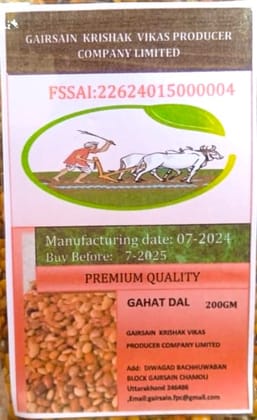 GAIRSAIN KRISHAK VIKAS PRODUCER
COMPANY LIMITED
FSSAI:22624015000004
Manufacturing date: 07-2024
Buy Before: 7-2025
PREMIUM QUALITY
GAHAT DAL 200GM
GAIRSAIN KRISHAK VIKAS
PRODUCER COMPANY LIMITED
Add: DIWAGAD BACHHUWABAN
BLOCK GAIRSAIN CHAMOLI
Uttarakhand 246486
,Email:gairsain.fpc@gmail.com